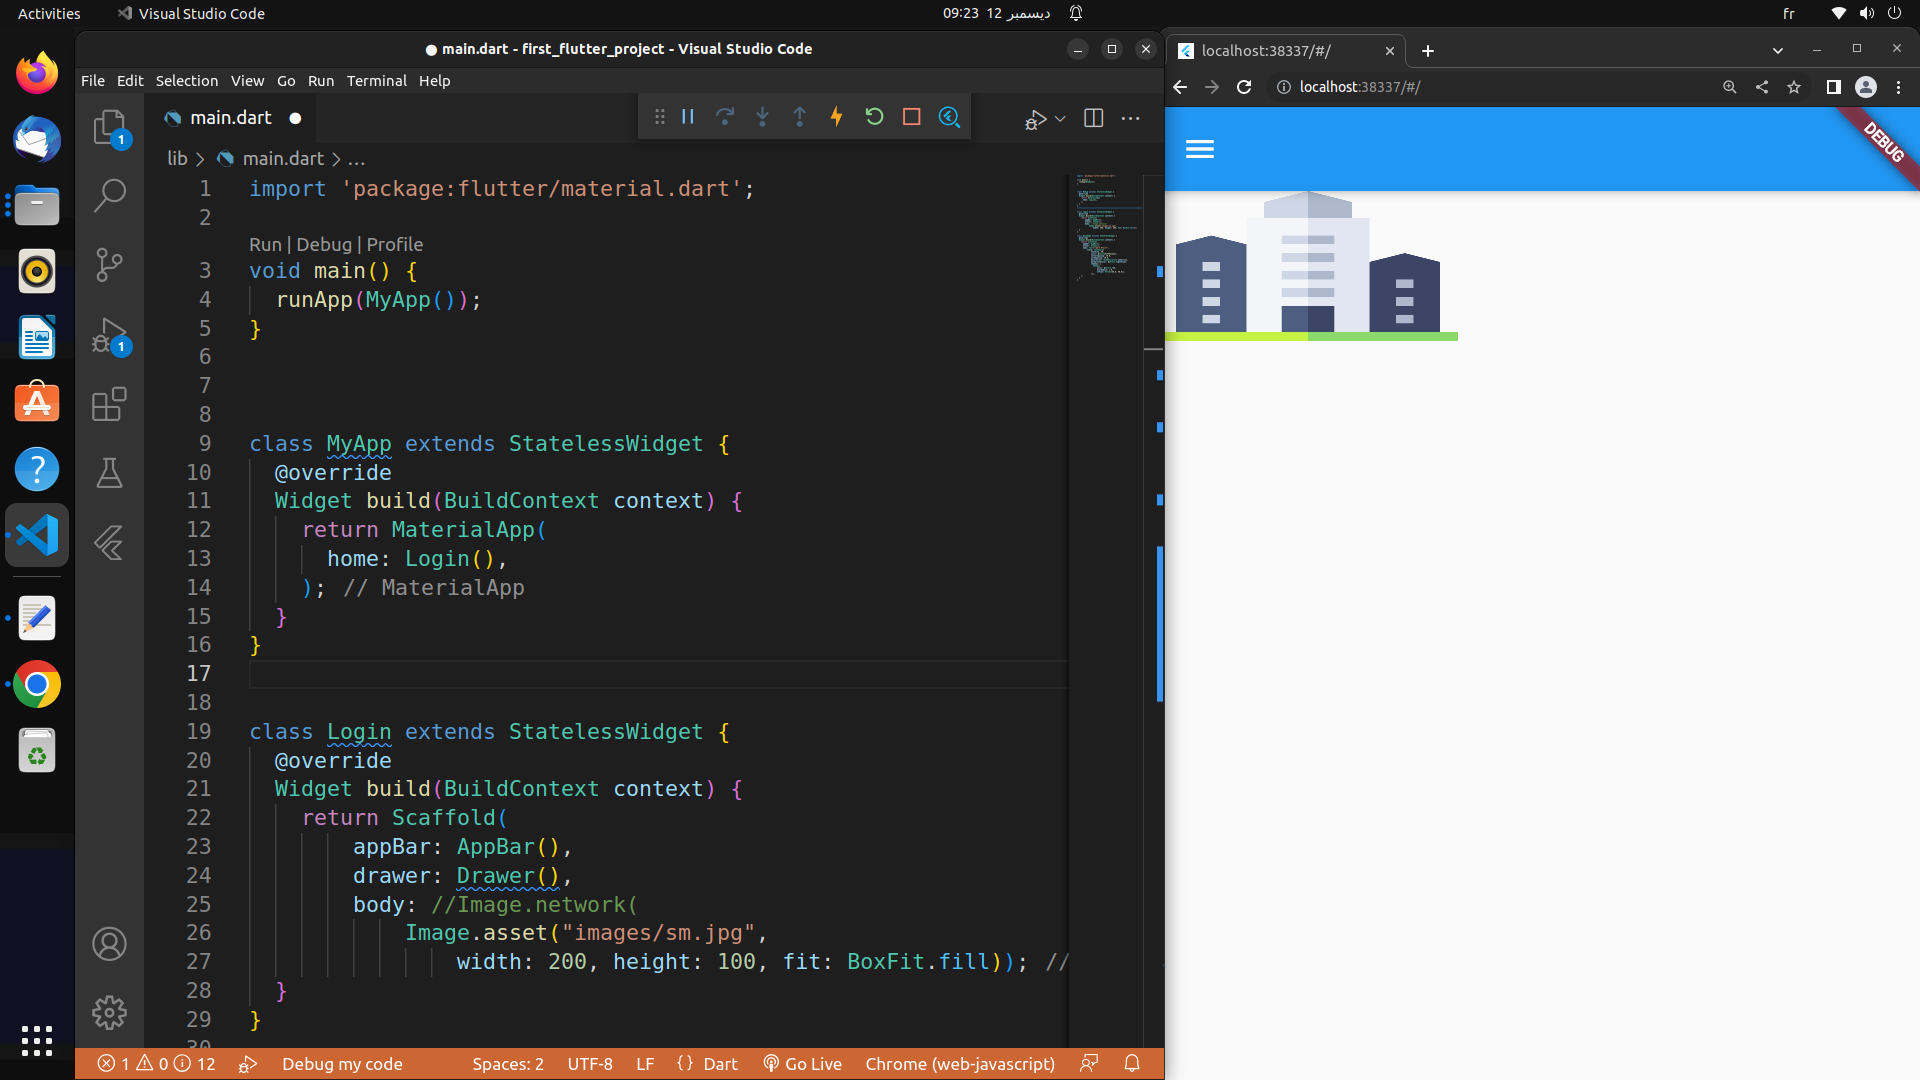 Activities
Visual Studio Code
09:23 12 ديسمبر
fr
main.dart - first_flutter_project - Visual Studio Code
File Edit Selection View Go Run Terminal Help
main.dart
lib > main.dart > ...
1 import 'package:flutter/material.dart';
2
Run | Debug | Profile
3 void main() {
4 runApp(MyApp());
5 }
6
7
8
9 class MyApp extends StatelessWidget {
10 @override
11 Widget build(BuildContext context) {
12 return MaterialApp(
13 home: Login(),
14 ); // MaterialApp
15 }
16 }
17
18
19 class Login extends StatelessWidget {
20 @override
21 Widget build(BuildContext context) {
22 return Scaffold(
23 appBar: AppBar(),
24 drawer: Drawer(),
25 body: //Image.network(
26 Image.asset("images/sm.jpg",
27 width: 200, height: 100, fit: BoxFit.fill)); //
28 }
29 }
30
1
1
1 0 12
Debug my code
Spaces: 2 UTF-8 LF {} Dart Go Live Chrome (web-javascript)
localhost:38337/#/
localhost:38337/#/
DEBUG